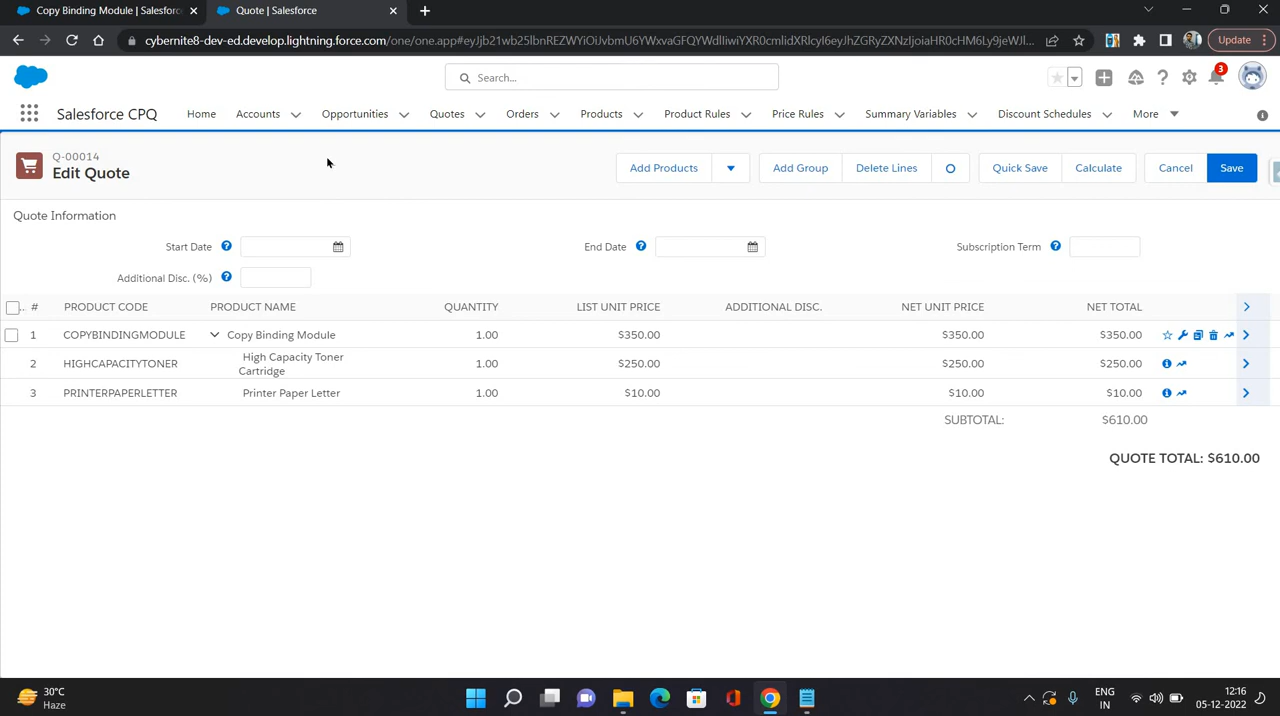 Copy Binding Module | Salesforc
Quote | Salesforce
cybernite8-dev-ed.develop.lightning.force.com/one/one.app#eyJjb21wb25lbnREZWYiOiJvbmU6YWxvaGFQYWdlIiwiYXR0cmlidXRlcyI6eyJhZGRyZXNzIjoiaHR0cHM6Ly9jeWJ...
Update
Search...
3
Salesforce CPQ
Home
Accounts
Opportunities
Quotes
Orders
Products
Product Rules
Price Rules
Summary Variables
Discount Schedules
More
Q-00014
Edit Quote
Add Products
Add Group
Delete Lines
Quick Save
Calculate
Cancel
Save
Quote Information
Start Date
End Date
Subscription Term
Additional Disc. (%)
# PRODUCT CODE PRODUCT NAME QUANTITY LIST UNIT PRICE ADDITIONAL DISC. NET UNIT PRICE NET TOTAL
1 COPYBINDINGMODULE Copy Binding Module 1.00 $350.00 $350.00 $350.00
2 HIGHCAPACITYTONER High Capacity Toner Cartridge 1.00 $250.00 $250.00 $250.00
3 PRINTERPAPERLETTER Printer Paper Letter 1.00 $10.00 $10.00 $10.00
SUBTOTAL: $610.00
QUOTE TOTAL: $610.00
30°C
Haze
ENG
IN
12:16
05-12-2022